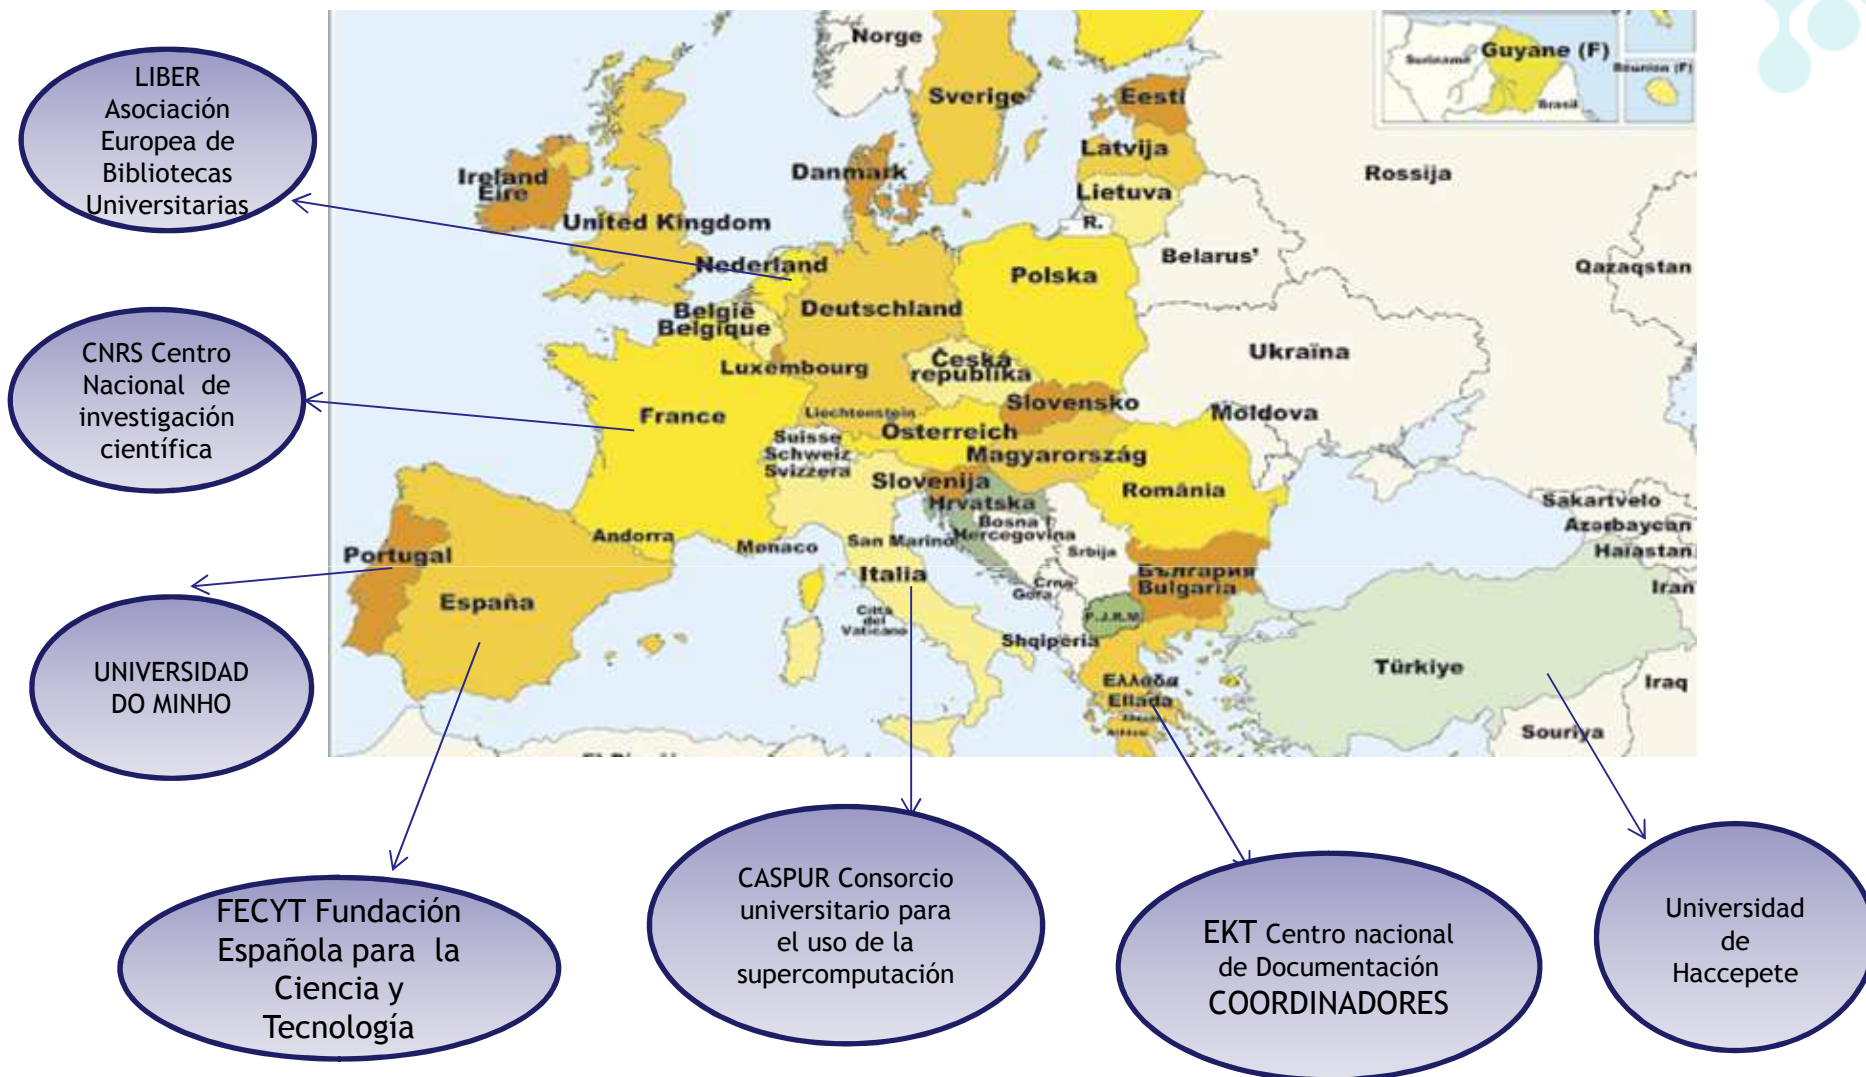 LIBER
Asociación
Europea de
Bibliotecas
Universitarias
CNRS Centro
Nacional de
investigación
científica
UNIVERSIDAD
DO MINHO
FECYT Fundación
Española para la
Ciencia y
Tecnología
CASPUR Consorcio
universitario para
el uso de la
supercomputación
EKT Centro nacional
de Documentación
COORDINADORES
Universidad
de
Haccepete
Norge
Sverige
Eesti
Latvija
Lietuva
R.
Danmark
Ireland
Éire
United Kingdom
Nederland
België
Belgique
Luxembourg
Deutschland
Polska
Belarus'
Rossija
Qazaqstan
Ukraïna
Moldova
Česká
republika
Slovensko
Liechtenstein
Österreich
Magyarország
Suisse
Schweiz
Svizzera
Slovenija
Hrvatska
Bosna i
Hercegovina
Srbija
Crna
Gora
România
България
Bulgaria
France
Andorra
Monaco
San Marino
Italia
Città
del
Vaticano
Portugal
España
Shqipëria
P.J.R.M.
Ελλάδα
Elláda
Türkiye
Sakartvelo
Azərbaycan
Haïastan
Iran
Iraq
Souriya
Suriname
Guyane (F)
Brasil
Réunion (F)